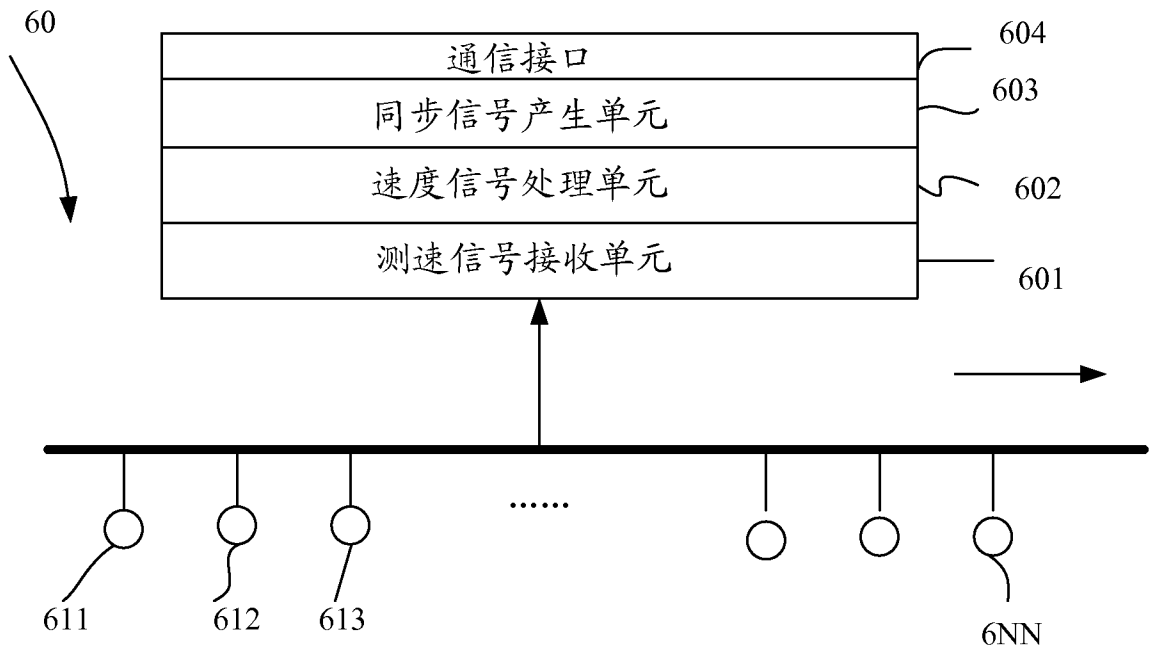 60
通信接口
604
同步信号产生单元
603
速度信号处理单元
602
测速信号接收单元
601
......
611
612
613
6NN